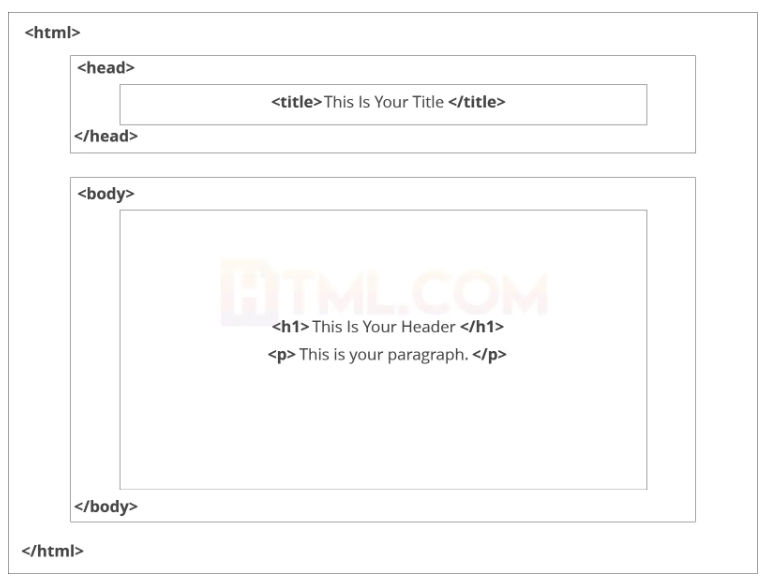 <html>
<head>
<title>This Is Your Title </title>
</head>
<body>
HTML.COM
<h1> This Is Your Header </h1>
<p> This is your paragraph. </p>
</body>
</html>